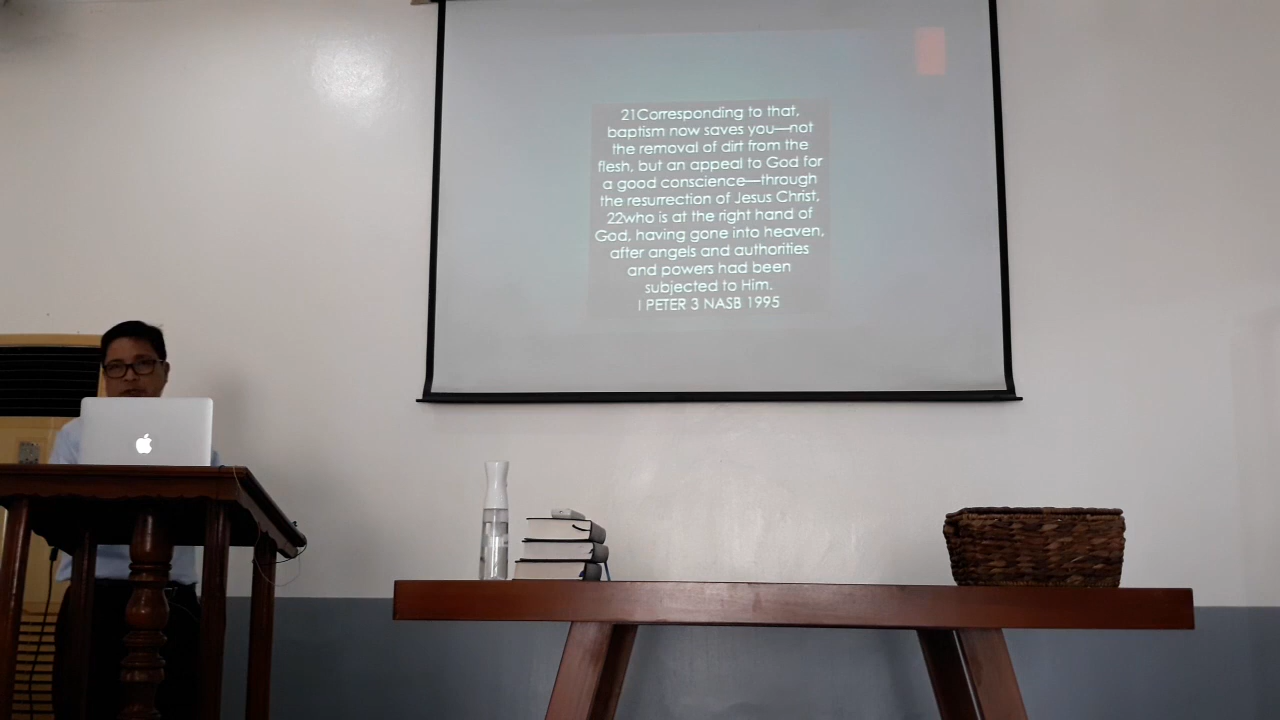 21Corresponding to that,
baptism now saves you—not
the removal of dirt from the
flesh, but an appeal to God for
a good conscience—through
the resurrection of Jesus Christ,
22who is at the right hand of
God, having gone into heaven,
after angels and authorities
and powers had been
subjected to Him.
I PETER 3 NASB 1995